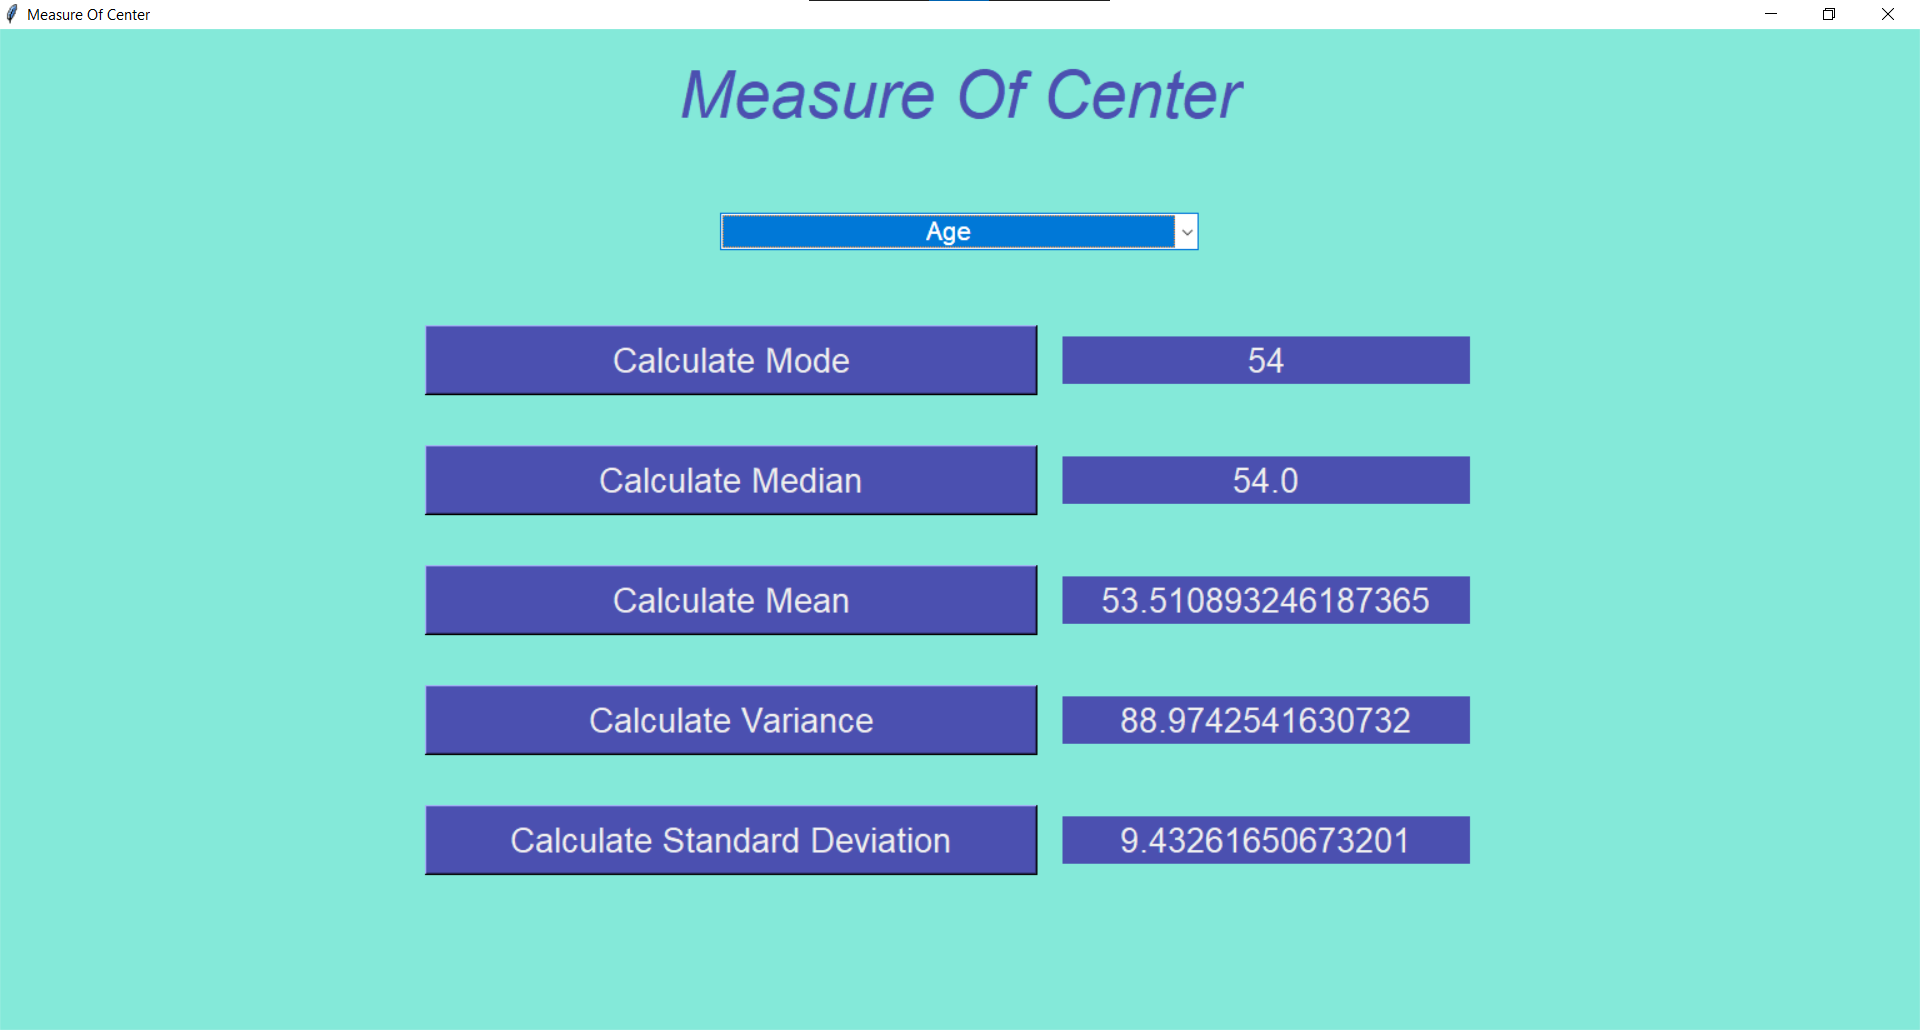 Measure Of Center
Measure Of Center
Age
Calculate Mode 54
Calculate Median 54.0
Calculate Mean 53.510893246187365
Calculate Variance 88.9742541630732
Calculate Standard Deviation 9.43261650673201